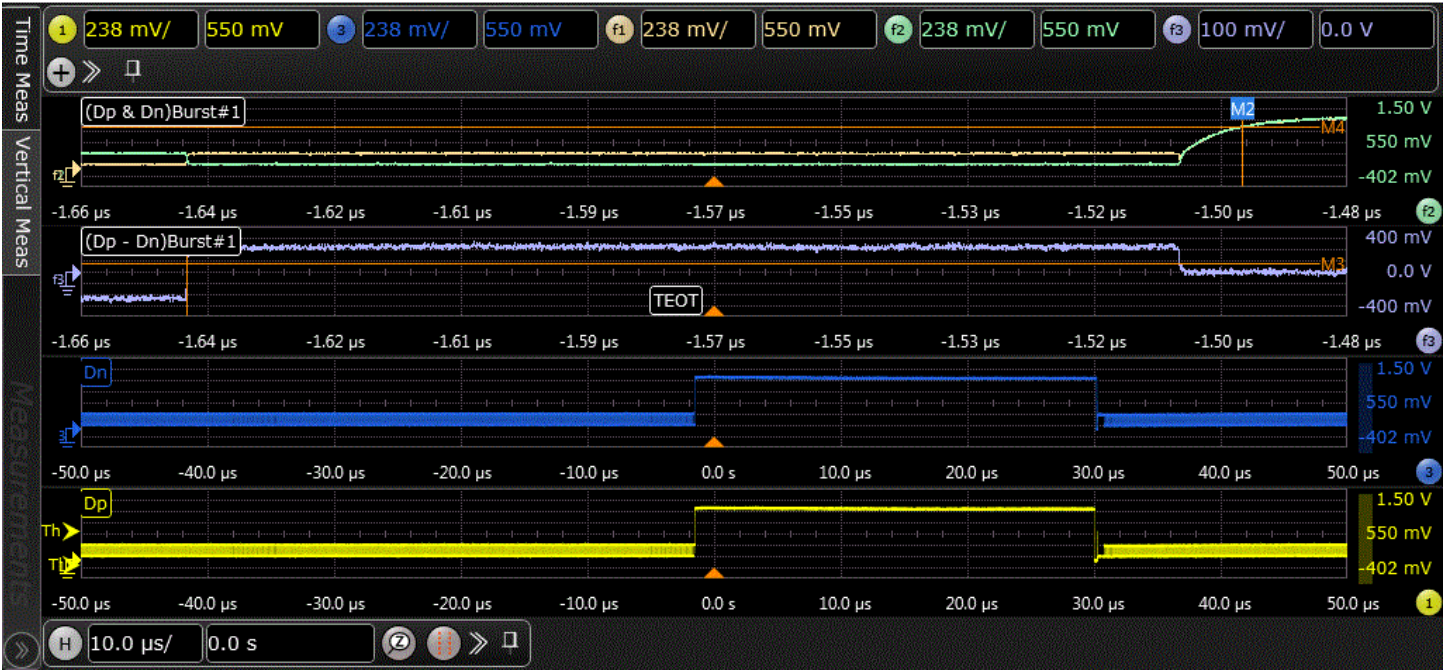 Time Meas
Vertical Meas
Measurements
1 238 mV/ 550 mV 3 238 mV/ 550 mV f1 238 mV/ 550 mV f2 238 mV/ 550 mV f3 100 mV/ 0.0 V
(Dp & Dn)Burst#1
M2
M4
1.50 V
550 mV
-402 mV
f2
-1.66 µs -1.64 µs -1.62 µs -1.61 µs -1.59 µs -1.57 µs -1.55 µs -1.53 µs -1.52 µs -1.50 µs -1.48 µs f2
(Dp - Dn)Burst#1
M3
400 mV
0.0 V
-400 mV
f3
TEOT
-1.66 µs -1.64 µs -1.62 µs -1.61 µs -1.59 µs -1.57 µs -1.55 µs -1.53 µs -1.52 µs -1.50 µs -1.48 µs f3
Dn
1.50 V
550 mV
-402 mV
3
-50.0 µs -40.0 µs -30.0 µs -20.0 µs -10.0 µs 0.0 s 10.0 µs 20.0 µs 30.0 µs 40.0 µs 50.0 µs 3
Dp
Th
1.50 V
550 mV
-402 mV
-50.0 µs -40.0 µs -30.0 µs -20.0 µs -10.0 µs 0.0 s 10.0 µs 20.0 µs 30.0 µs 40.0 µs 50.0 µs 1
H 10.0 µs/ 0.0 s Z